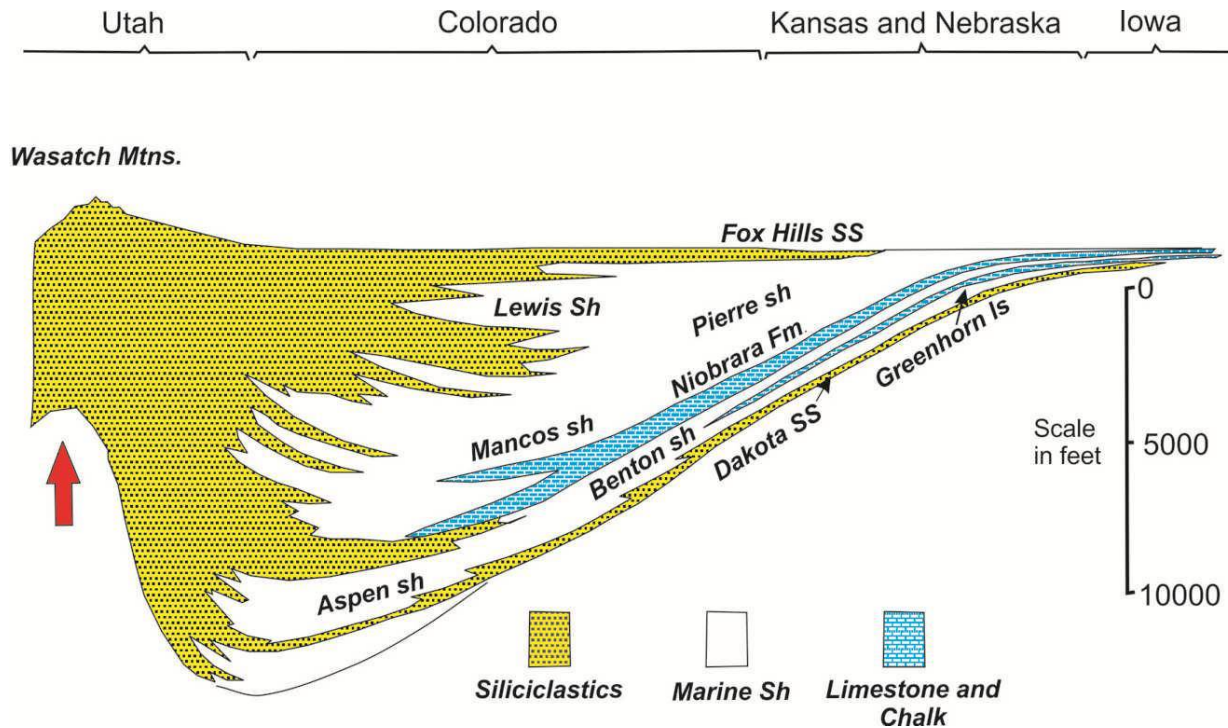 Utah
Colorado
Kansas and Nebraska
Iowa
Wasatch Mtns.
Fox Hills SS
Lewis Sh
Pierre sh
Niobrara Fm.
Greenhorn ls
0
Mancos sh
Benton sh
Dakota SS
Scale
in feet
5000
Aspen sh
10000
Siliciclastics
Marine Sh
Limestone and
Chalk